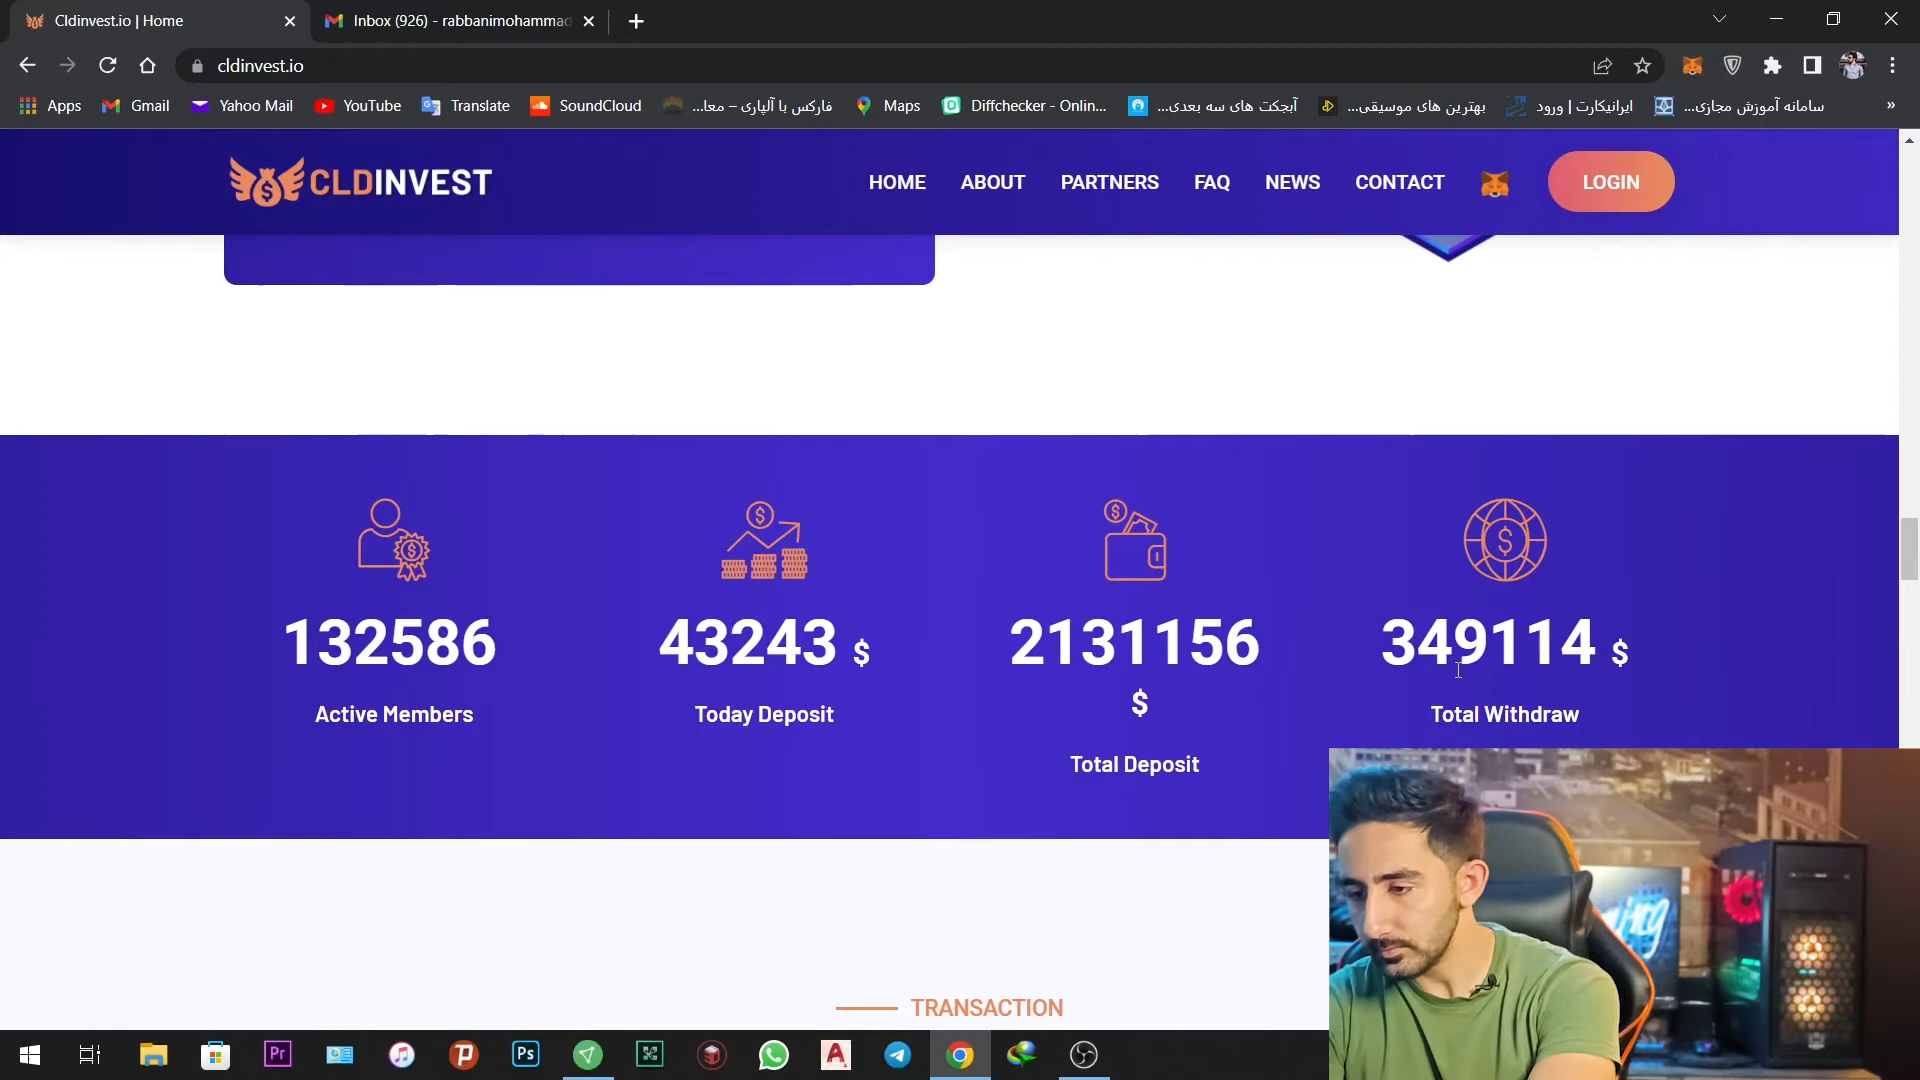 Cldinvest.io | Home
Inbox (926) - rabbanimohammad
cldinvest.io
Apps
Gmail
Yahoo Mail
YouTube
Translate
SoundCloud
فارکس با آلپاری – معا...
Maps
Diffchecker - Onlin...
آبجکت های سه بعدی...
بهترین های موسیقی...
ایرانیکارت | ورود
سامانه آموزش مجازی...
»
CLDINVEST
HOME
ABOUT
PARTNERS
FAQ
NEWS
CONTACT
LOGIN
132586
Active Members
43243 $
Today Deposit
2131156
$
Total Deposit
349114 $
Total Withdraw
TRANSACTION
Pr
Ps